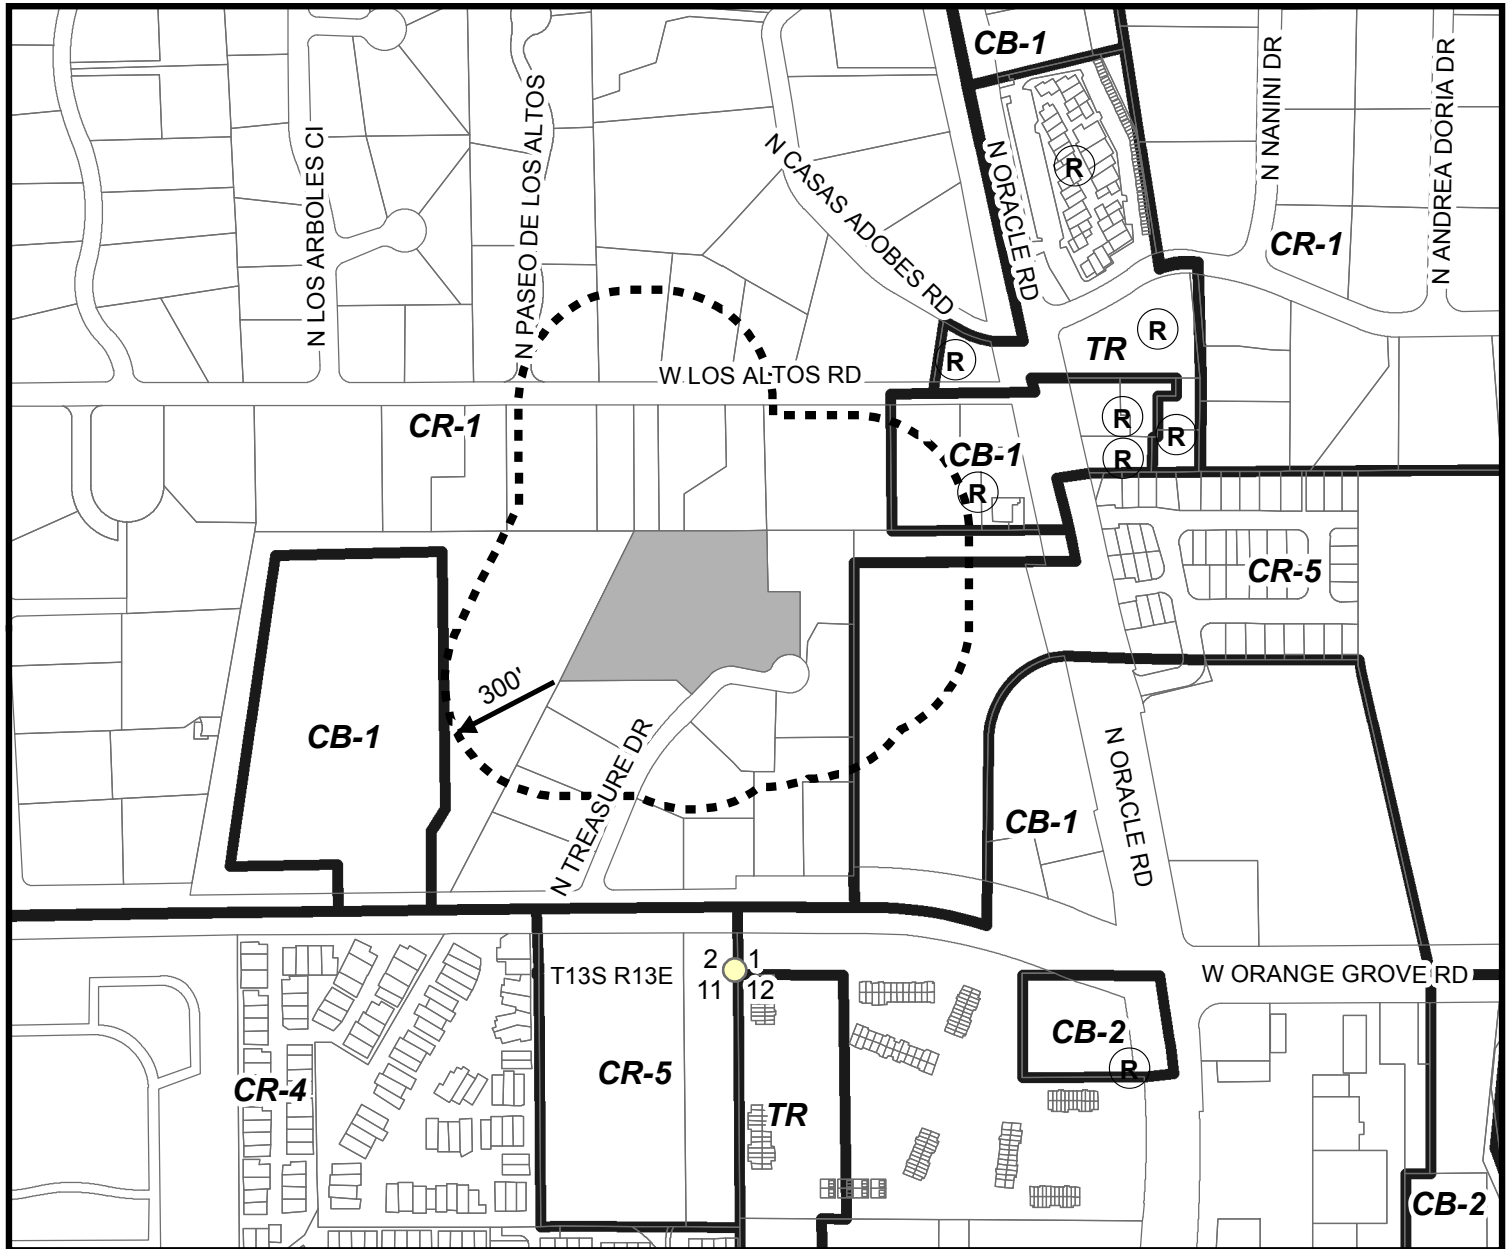 CB-1
N NANINI DR
N ANDREA DORIA DR
N PASEO DE LOS ALTOS
N LOS ARBOLES CI
N CASAS ADOBES RD
N ORACLE RD
R
CR-1
R
TR
R
W LOS ALTOS RD
CR-1
R
R
R
CB-1
R
CR-5
300'
CB-1
N TREASURE DR
N ORACLE RD
CB-1
2 1
T13S R13E
11 12
W ORANGE GROVE RD
CB-2
R
CR-5
CR-4
TR
CB-2